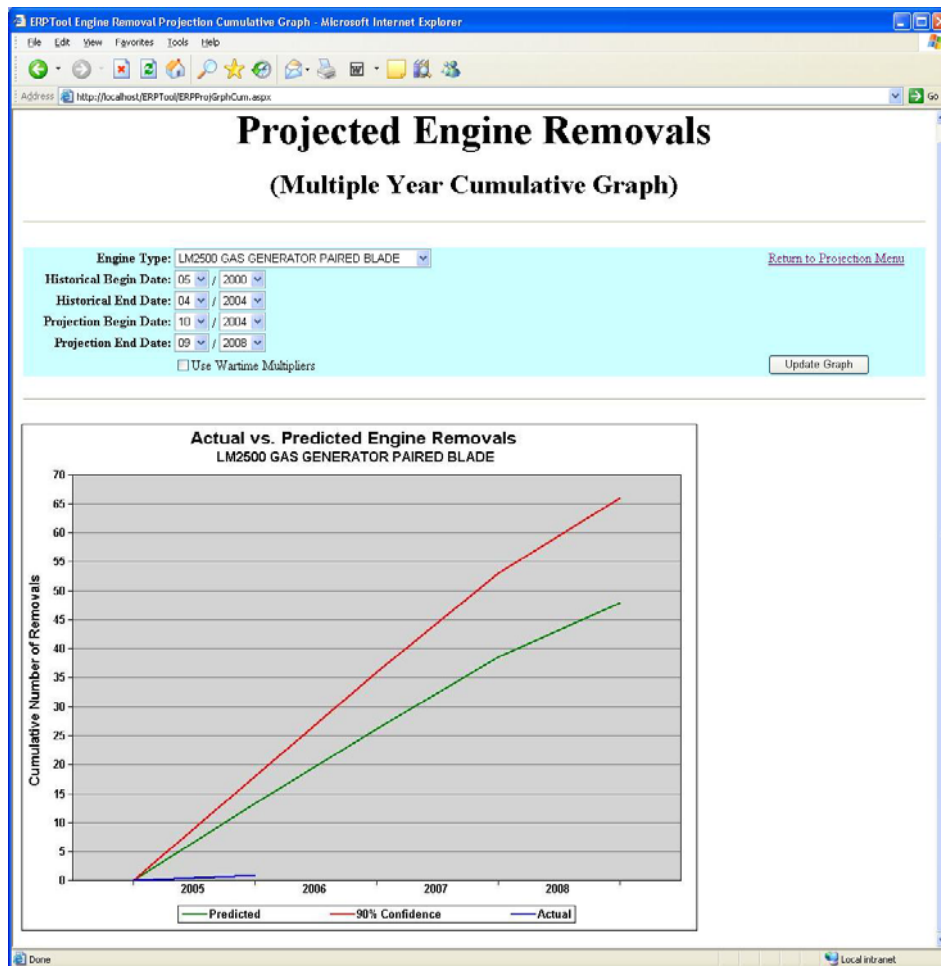 ERPTool Engine Removal Projection Cumulative Graph - Microsoft Internet Explorer
File Edit View Favorites Tools Help
Address http://localhost/ERPTool/ERPProjGrphCum.aspx Go
Projected Engine Removals
(Multiple Year Cumulative Graph)
Engine Type: LM2500 GAS GENERATOR PAIRED BLADE Return to Projection Menu
Historical Begin Date: 05 / 2000
Historical End Date: 04 / 2004
Projection Begin Date: 10 / 2004
Projection End Date: 09 / 2008
Use Wartime Multipliers Update Graph
Actual vs. Predicted Engine Removals
LM2500 GAS GENERATOR PAIRED BLADE
Cumulative Number of Removals
70
65
60
55
50
45
40
35
30
25
20
15
10
5
0
2005 2006 2007 2008
Predicted 90% Confidence Actual
Done Local intranet